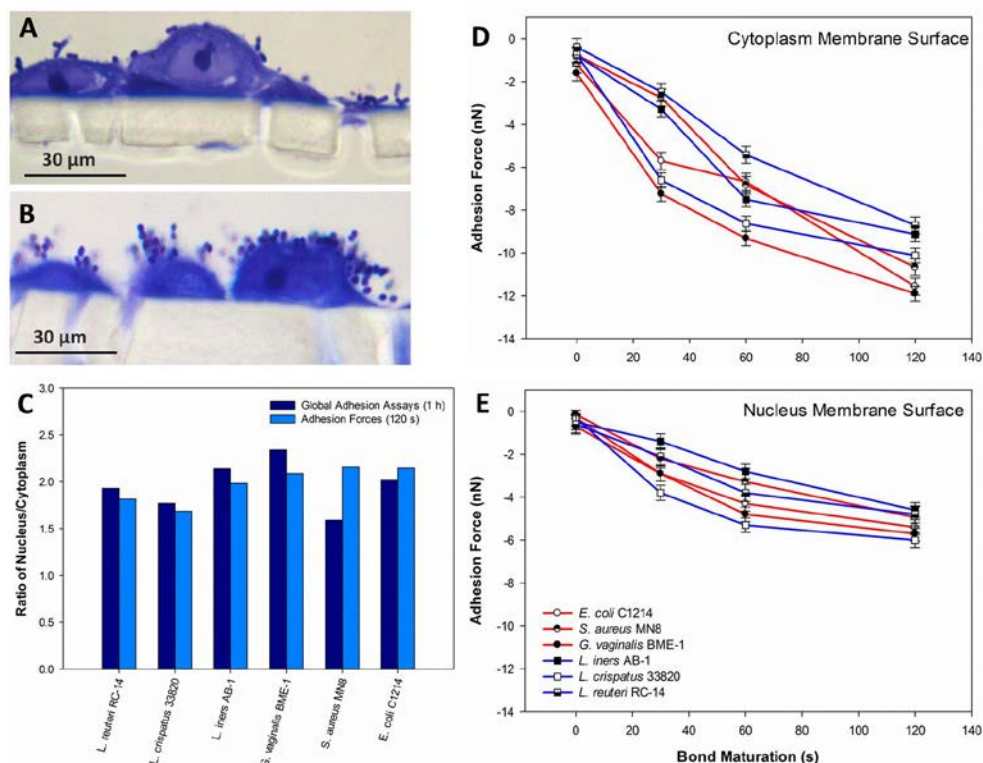 A
30 µm
B
30 µm
C
Ratio of Nucleus/Cytoplasm
3.0
2.5
2.0
1.5
1.0
0.5
0.0
Global Adhesion Assays (1 h)
Adhesion Forces (120 s)
L. reuteri RC-14
L. crispatus 33820
L. iners AB-1
G. vaginalis BME-1
S. aureus MN8
E. coli C1214
D
Cytoplasm Membrane Surface
Adhesion Force (nN)
0
-2
-4
-6
-8
-10
-12
-14
0 20 40 60 80 100 120 140
E
Nucleus Membrane Surface
Adhesion Force (nN)
0
-2
-4
-6
-8
-10
-12
-14
E. coli C1214
S. aureus MN8
G. vaginalis BME-1
L. iners AB-1
L. crispatus 33820
L. reuteri RC-14
0 20 40 60 80 100 120 140
Bond Maturation (s)